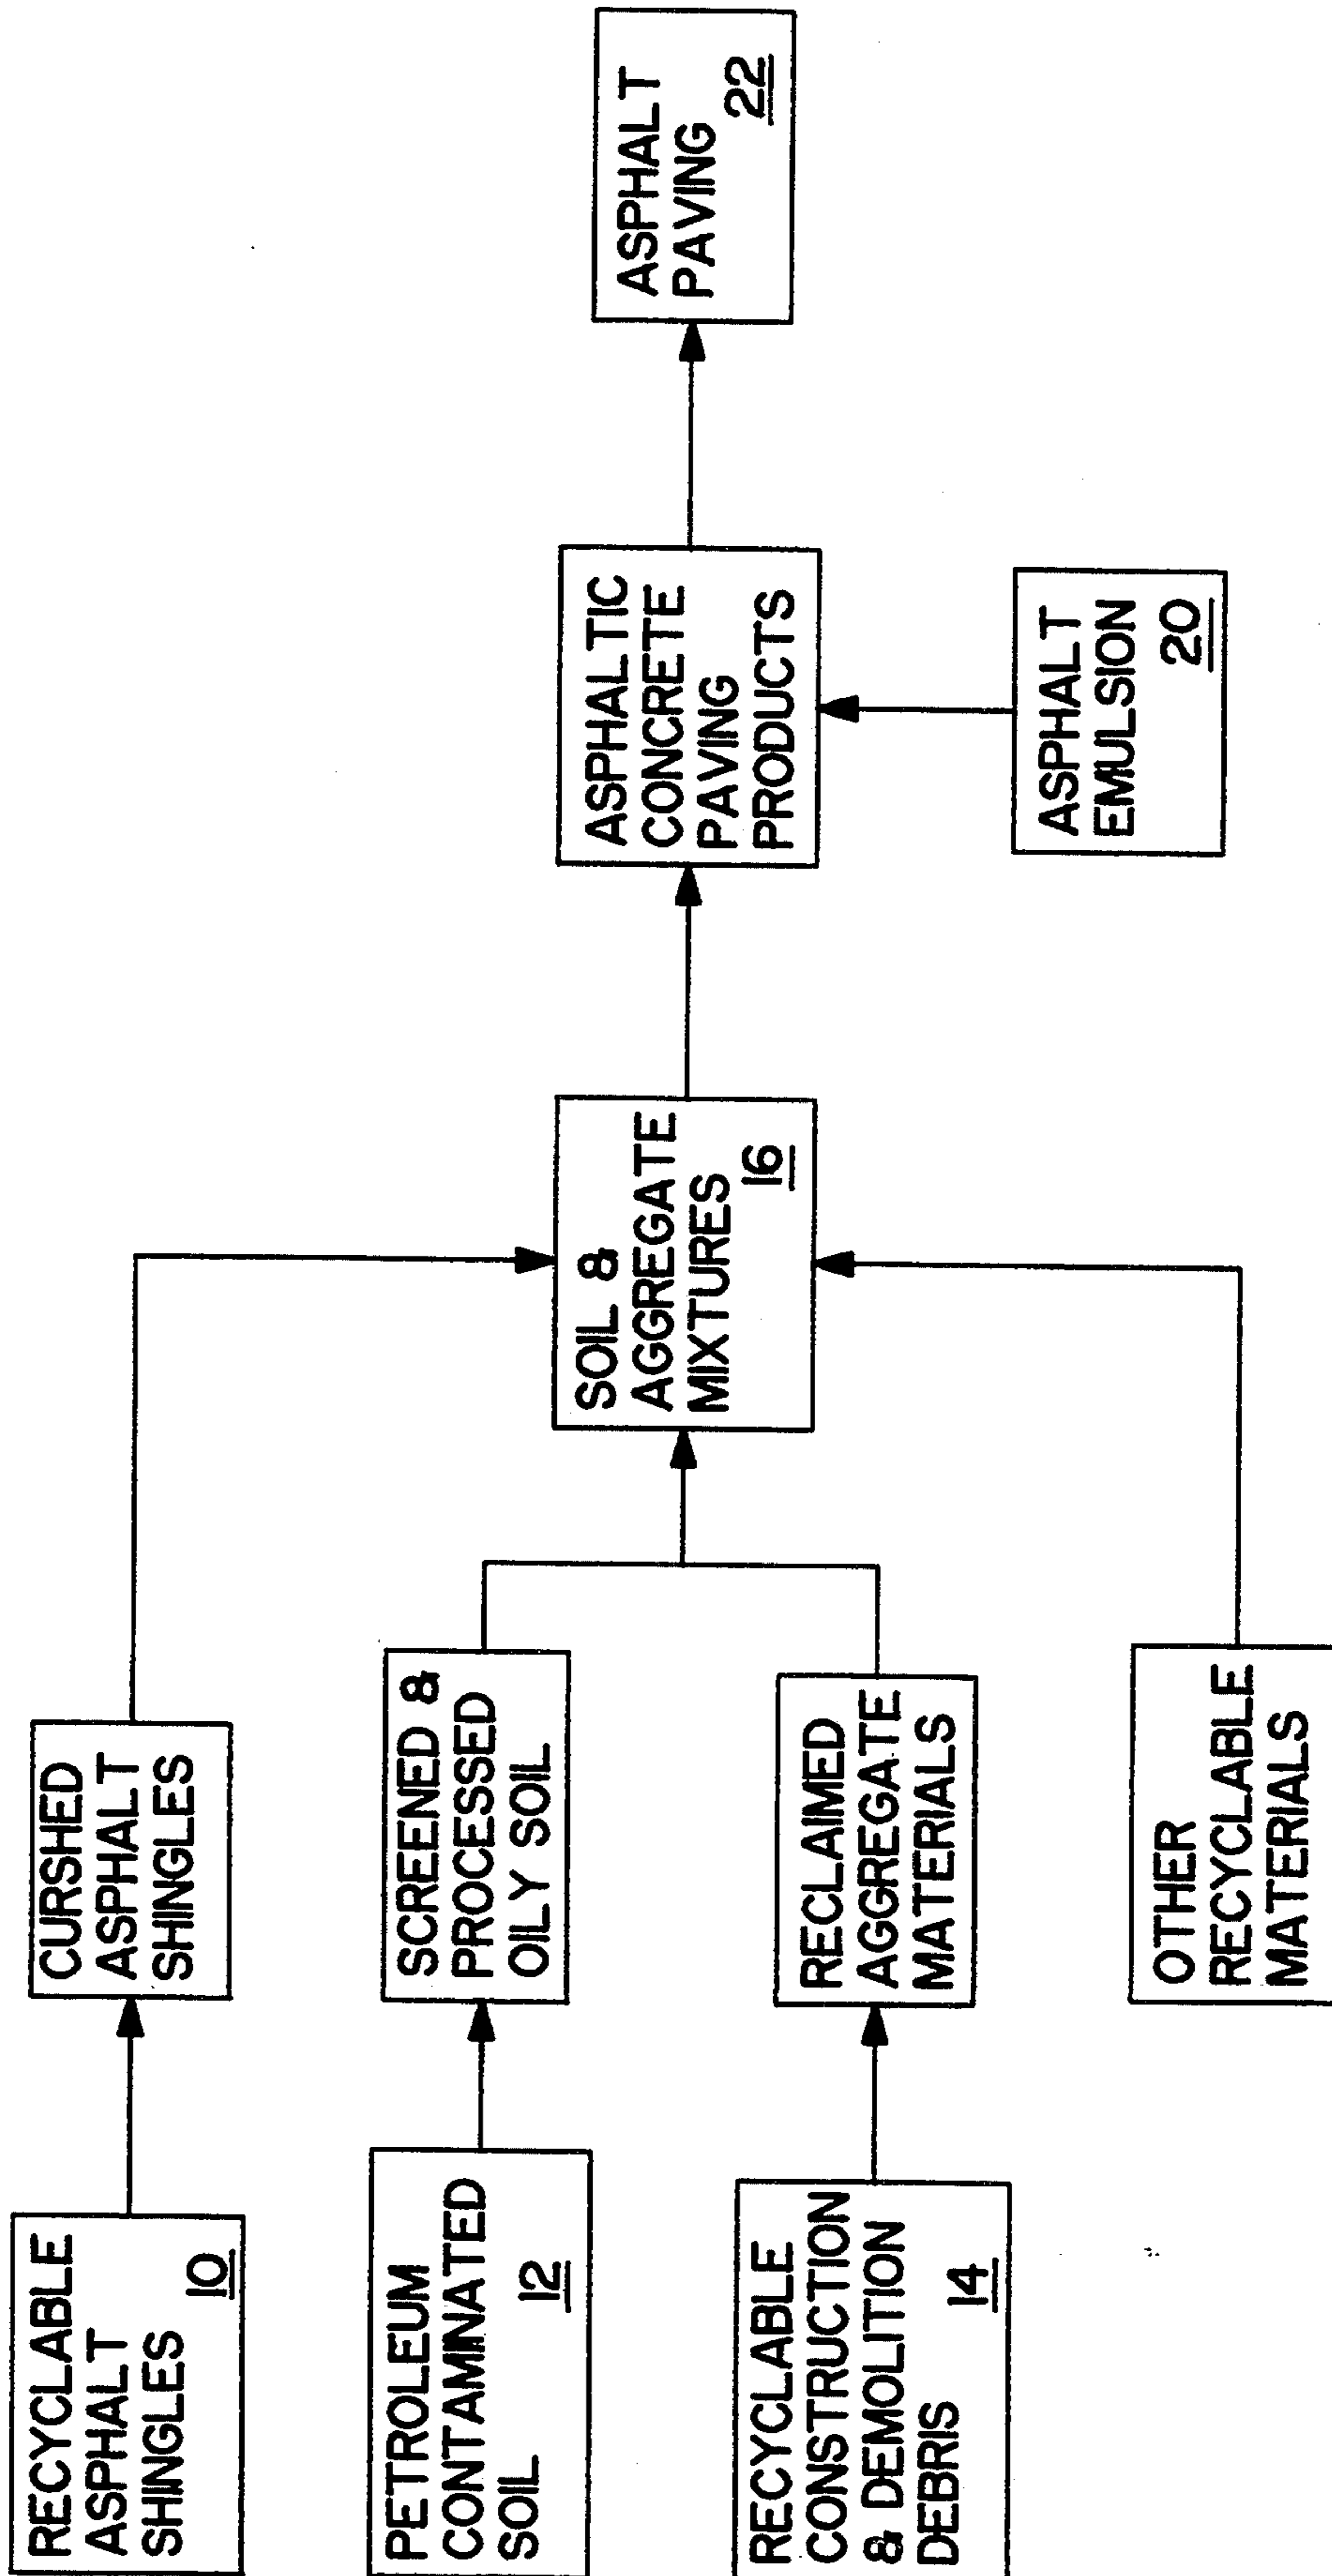 RECYCLABLE
ASPHALT
SHINGLES
10
CURSHED
ASPHALT
SHINGLES
PETROLEUM
CONTAMINATED
SOIL
12
SCREENED &
PROCESSED
OILY SOIL
RECYCLABLE
CONSTRUCTION
& DEMOLITION
DEBRIS
14
RECLAIMED
AGGREGATE
MATERIALS
OTHER
RECYCLABLE
MATERIALS
SOIL &
AGGREGATE
MIXTURES
16
ASPHALTIC
CONCRETE
PAVING
PRODUCTS
ASPHALT
EMULSION
20
ASPHALT
PAVING
22